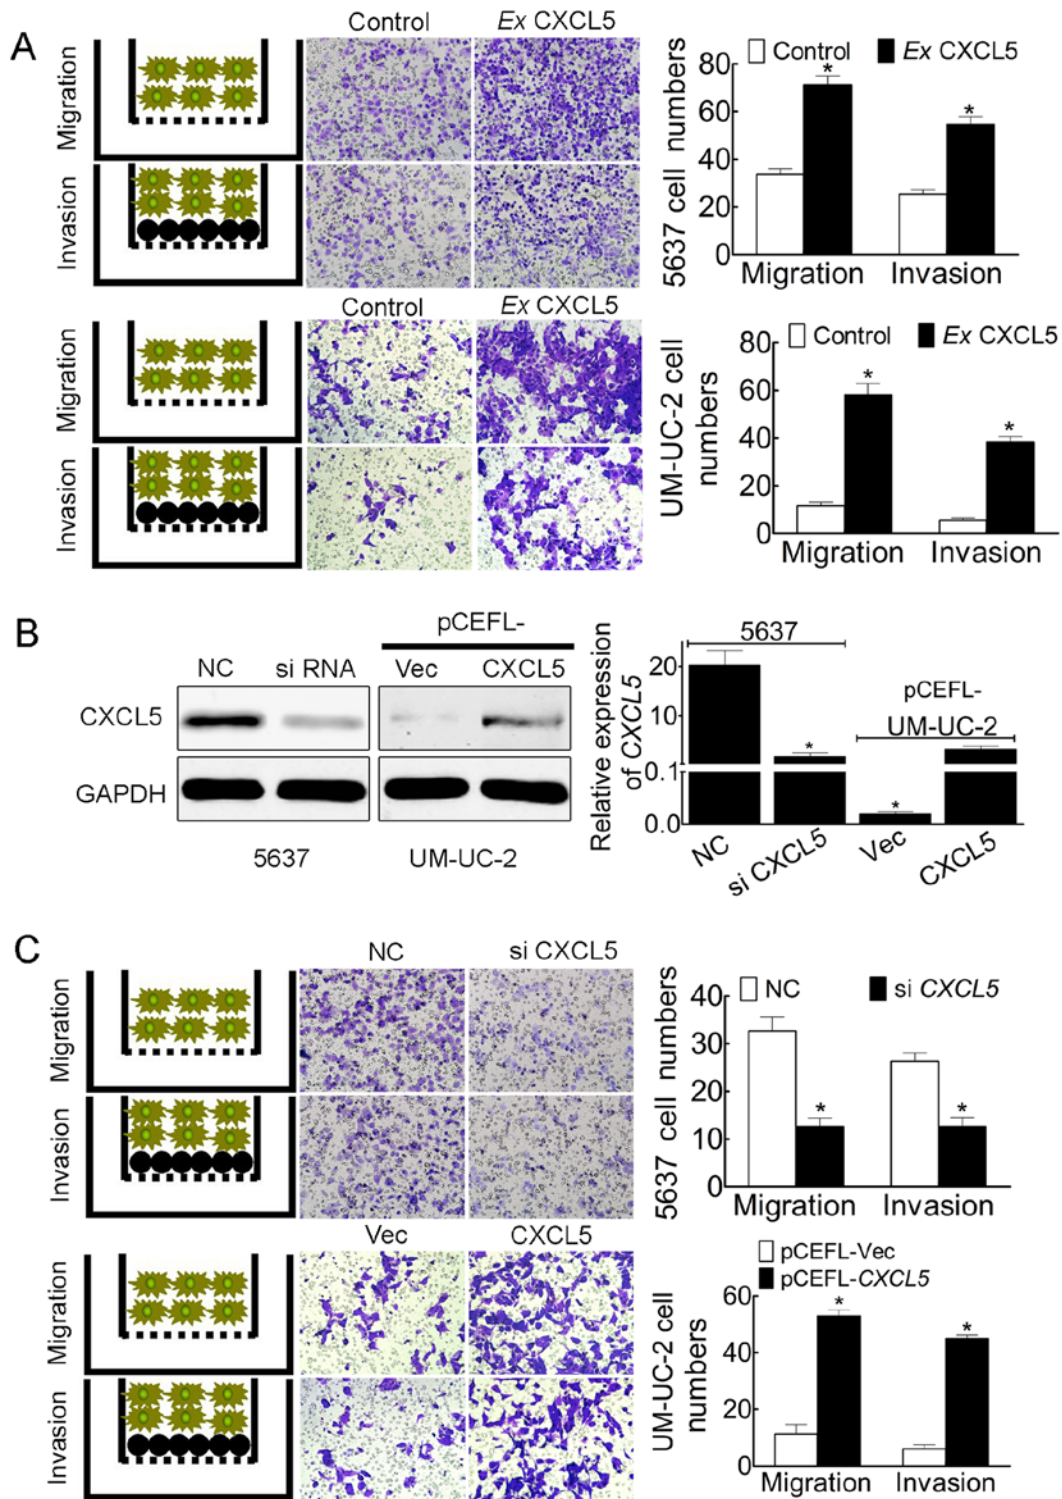 A
Control
Ex CXCL5
Migration
Invasion
Control
Ex CXCL5
5637 cell numbers
80
60
40
20
0
*
*
Migration
Invasion
Control
Ex CXCL5
Migration
Invasion
Control
Ex CXCL5
UM-UC-2 cell
numbers
80
60
40
20
0
*
*
Migration
Invasion
B
pCEFL-
NC
si RNA
Vec
CXCL5
CXCL5
GAPDH
5637
UM-UC-2
Relative expression
of CXCL5
20
10
0.1
0.1
0.0
5637
pCEFL-
UM-UC-2
*
*
NC
si CXCL5
Vec
CXCL5
C
NC
si CXCL5
Migration
Invasion
NC
si CXCL5
5637 cell numbers
40
30
20
10
0
*
*
Migration
Invasion
Vec
CXCL5
Migration
Invasion
pCEFL-Vec
pCEFL-CXCL5
UM-UC-2 cell
numbers
60
40
20
0
*
*
Migration
Invasion